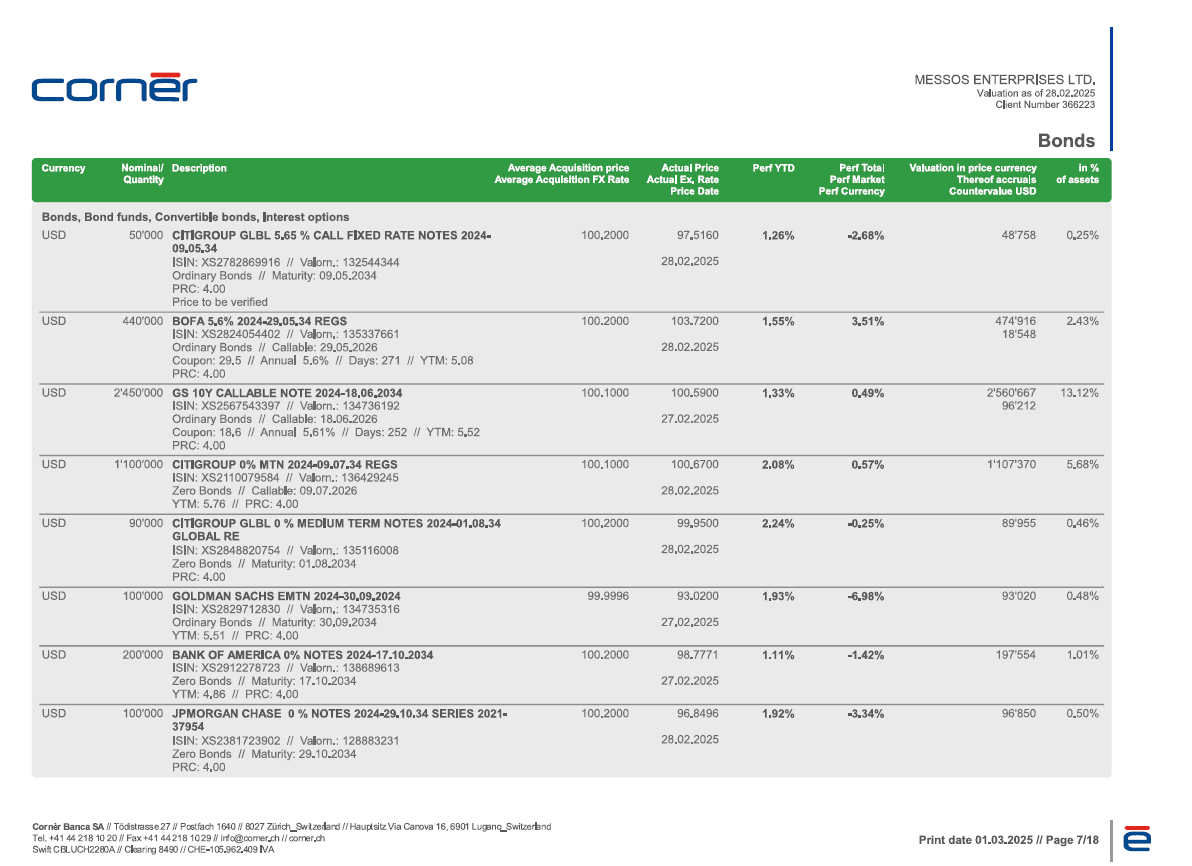 cornèr
MESSOS ENTERPRISES LTD.
Valuation as of 28.02.2025
Client Number 366223
Bonds
Currency Nominal/ Description Average Acquisition price Actual Price Perf YTD Perf Total Valuation in price currency in %
Quantity Average Acquisition FX Rate Actual Ex. Rate Perf Market Thereof accruals of assets
Price Date Perf Currency Countervalue USD
Bonds, Bond funds, Convertible bonds, Interest options
USD 50'000 CITIGROUP GLBL 5.65 % CALL FIXED RATE NOTES 2024- 100.2000 97.5160 1.26% -2.68% 48'758 0.25%
09.05.34
ISIN: XS2782869916 // Valorn.: 132544344 28.02.2025
Ordinary Bonds // Maturity: 09.05.2034
PRC: 4.00
Price to be verified
USD 440'000 BOFA 5.6% 2024-29.05.34 REGS 100.2000 103.7200 1.55% 3.51% 474'916 2.43%
ISIN: XS2824054402 // Valorn.: 135337661 18'548
Ordinary Bonds // Callable: 29.05.2026 28.02.2025
Coupon: 29.5 // Annual 5.6% // Days: 271 // YTM: 5.08
PRC: 4.00
USD 2'450'000 GS 10Y CALLABLE NOTE 2024-18.06.2034 100.1000 100.5900 1.33% 0.49% 2'560'667 13.12%
ISIN: XS2567543397 // Valorn.: 134736192 96'212
Ordinary Bonds // Callable: 18.06.2026 27.02.2025
Coupon: 18.6 // Annual 5.61% // Days: 252 // YTM: 5.52
PRC: 4.00
USD 1'100'000 CITIGROUP 0% MTN 2024-09.07.34 REGS 100.1000 100.6700 2.08% 0.57% 1'107'370 5.68%
ISIN: XS2110079584 // Valorn.: 136429245
Zero Bonds // Callable: 09.07.2026 28.02.2025
YTM: 5.76 // PRC: 4.00
USD 90'000 CITIGROUP GLBL 0 % MEDIUM TERM NOTES 2024-01.08.34 100.2000 99.9500 2.24% -0.25% 89'955 0.46%
GLOBAL RE
ISIN: XS2848820754 // Valorn.: 135116008 28.02.2025
Zero Bonds // Maturity: 01.08.2034
PRC: 4.00
USD 100'000 GOLDMAN SACHS EMTN 2024-30.09.2024 99.9996 93.0200 1.93% -6.98% 93'020 0.48%
ISIN: XS2829712830 // Valorn.: 134735316
Ordinary Bonds // Maturity: 30.09.2034 27.02.2025
YTM: 5.51 // PRC: 4.00
USD 200'000 BANK OF AMERICA 0% NOTES 2024-17.10.2034 100.2000 98.7771 1.11% -1.42% 197'554 1.01%
ISIN: XS2912278723 // Valorn.: 138689613
Zero Bonds // Maturity: 17.10.2034 27.02.2025
YTM: 4.86 // PRC: 4.00
USD 100'000 JPMORGAN CHASE 0 % NOTES 2024-29.10.34 SERIES 2021- 100.2000 96.8496 1.92% -3.34% 96'850 0.50%
37954
ISIN: XS2381723902 // Valorn.: 128883231 28.02.2025
Zero Bonds // Maturity: 29.10.2034
PRC: 4.00
Cornèr Banca SA // Tödistrasse 27 // Postfach 1640 // 8027 Zürich_Switzerland // Hauptsitz Via Canova 16, 6901 Lugano_Switzerland
Tel. +41 44 218 10 20 // Fax +41 44 218 10 29 // info@corner.ch // corner.ch
Swift CBLUCH2280A // Clearing 8490 // CHE-105.962.409 IVA
Print date 01.03.2025 // Page 7/18